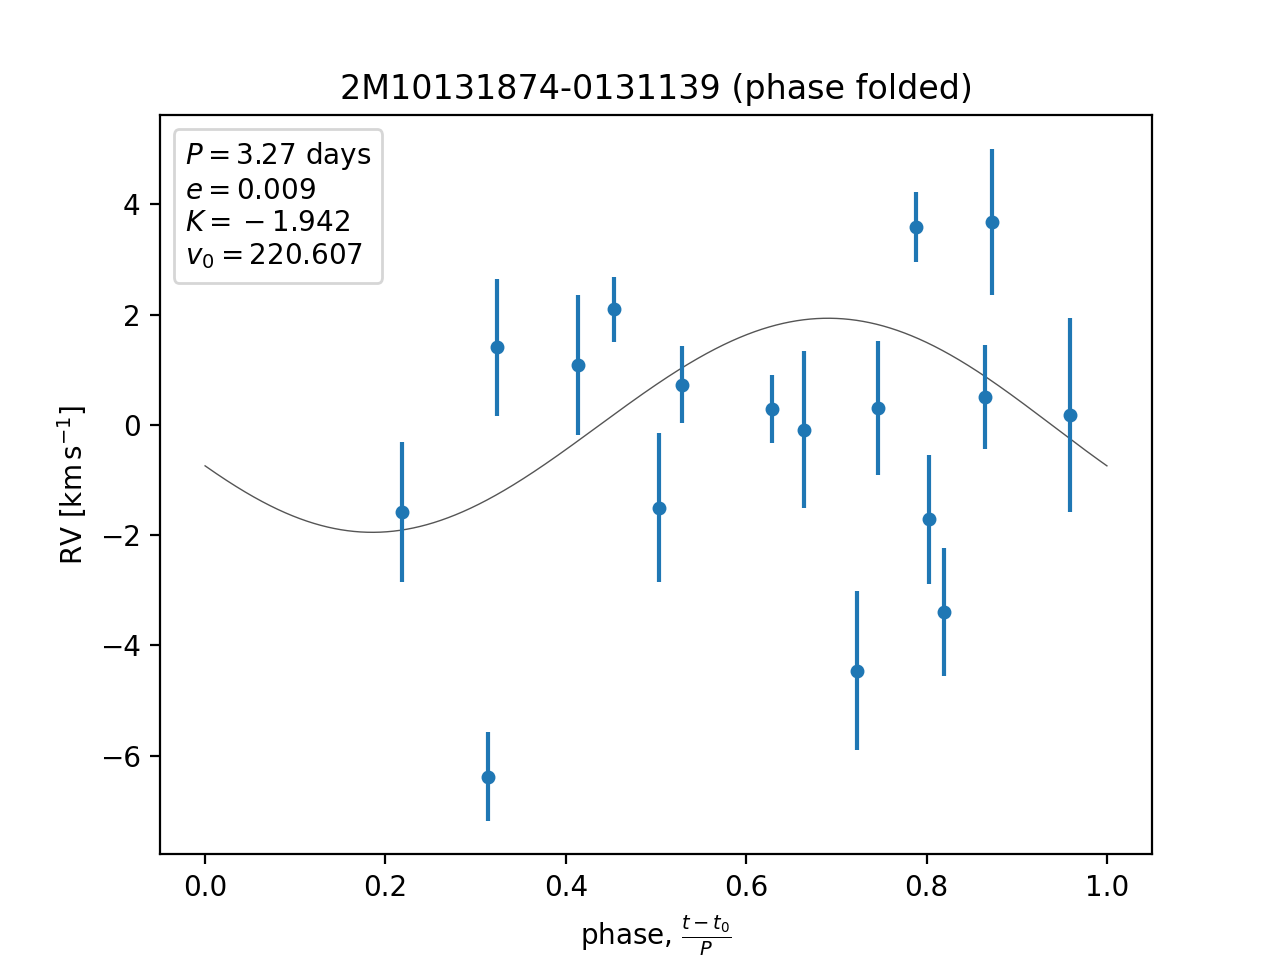 2M10131874-0131139 (phase folded)
P = 3.27 days
e = 0.009
K = −1.942
v₀ = 220.607
4
2
0
−2
−4
−6
RV [km s⁻¹]
0.0 0.2 0.4 0.6 0.8 1.0
phase, (t − t₀)/P